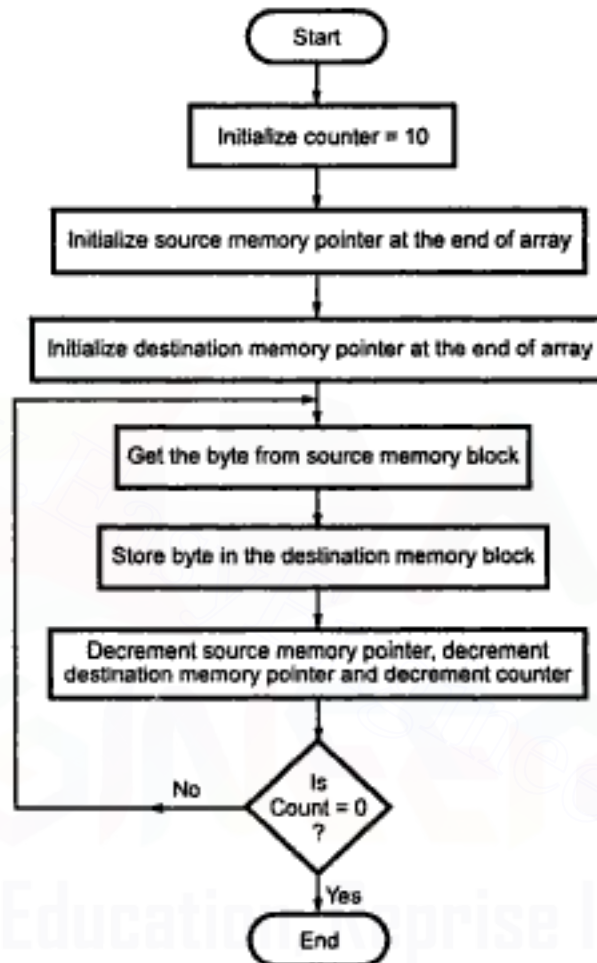 Start
Initialize counter = 10
Initialize source memory pointer at the end of array
Initialize destination memory pointer at the end of array
Get the byte from source memory block
Store byte in the destination memory block
Decrement source memory pointer, decrement
destination memory pointer and decrement counter
Is
Count = 0
?
No
Yes
Education Reprise
End